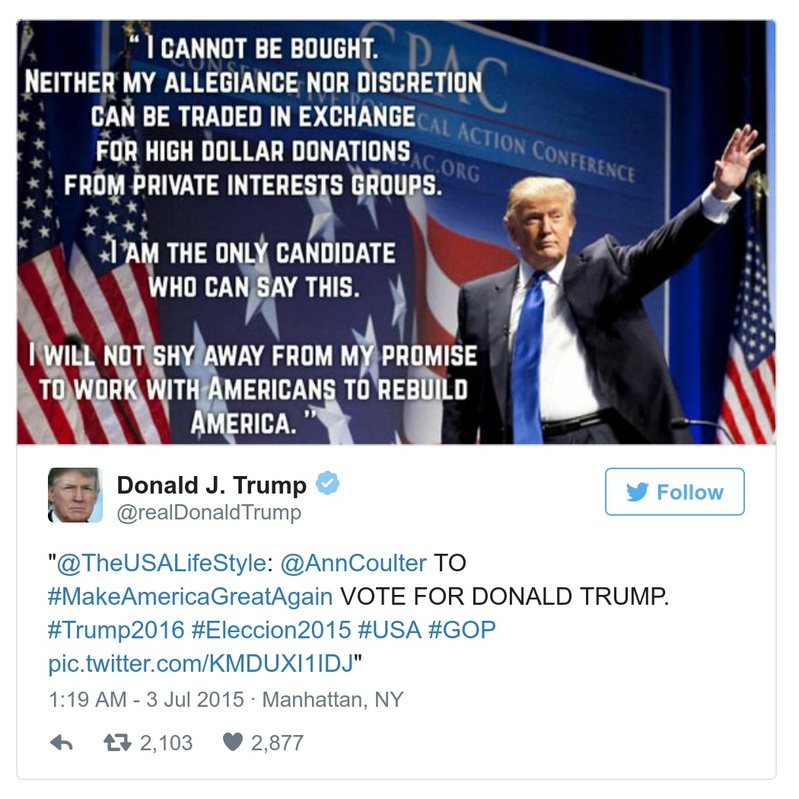 “ I CANNOT BE BOUGHT.
NEITHER MY ALLEGIANCE NOR DISCRETION
CAN BE TRADED IN EXCHANGE
FOR HIGH DOLLAR DONATIONS
FROM PRIVATE INTERESTS GROUPS.
I AM THE ONLY CANDIDATE
WHO CAN SAY THIS.
I WILL NOT SHY AWAY FROM MY PROMISE
TO WORK WITH AMERICANS TO REBUILD
AMERICA. ”
CPAC
CONSERVATIVE POLITICAL ACTION CONFERENCE
AC.ORG
Donald J. Trump
@realDonaldTrump
Follow
"@TheUSALifeStyle: @AnnCoulter TO
#MakeAmericaGreatAgain VOTE FOR DONALD TRUMP.
#Trump2016 #Eleccion2015 #USA #GOP
pic.twitter.com/KMDUXI1IDJ"
1:19 AM - 3 Jul 2015 · Manhattan, NY
2,103 2,877